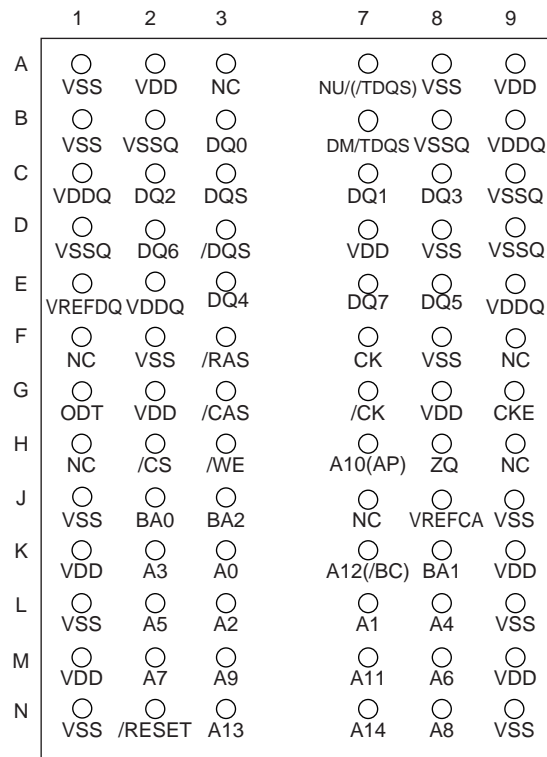 1 2 3 7 8 9
A
VSS VDD NC NU/(/TDQS) VSS VDD
B
VSS VSSQ DQ0 DM/TDQS VSSQ VDDQ
C
VDDQ DQ2 DQS DQ1 DQ3 VSSQ
D
VSSQ DQ6 /DQS VDD VSS VSSQ
E
VREFDQ VDDQ DQ4 DQ7 DQ5 VDDQ
F
NC VSS /RAS CK VSS NC
G
ODT VDD /CAS /CK VDD CKE
H
NC /CS /WE A10(AP) ZQ NC
J
VSS BA0 BA2 NC VREFCA VSS
K
VDD A3 A0 A12(/BC) BA1 VDD
L
VSS A5 A2 A1 A4 VSS
M
VDD A7 A9 A11 A6 VDD
N
VSS /RESET A13 A14 A8 VSS